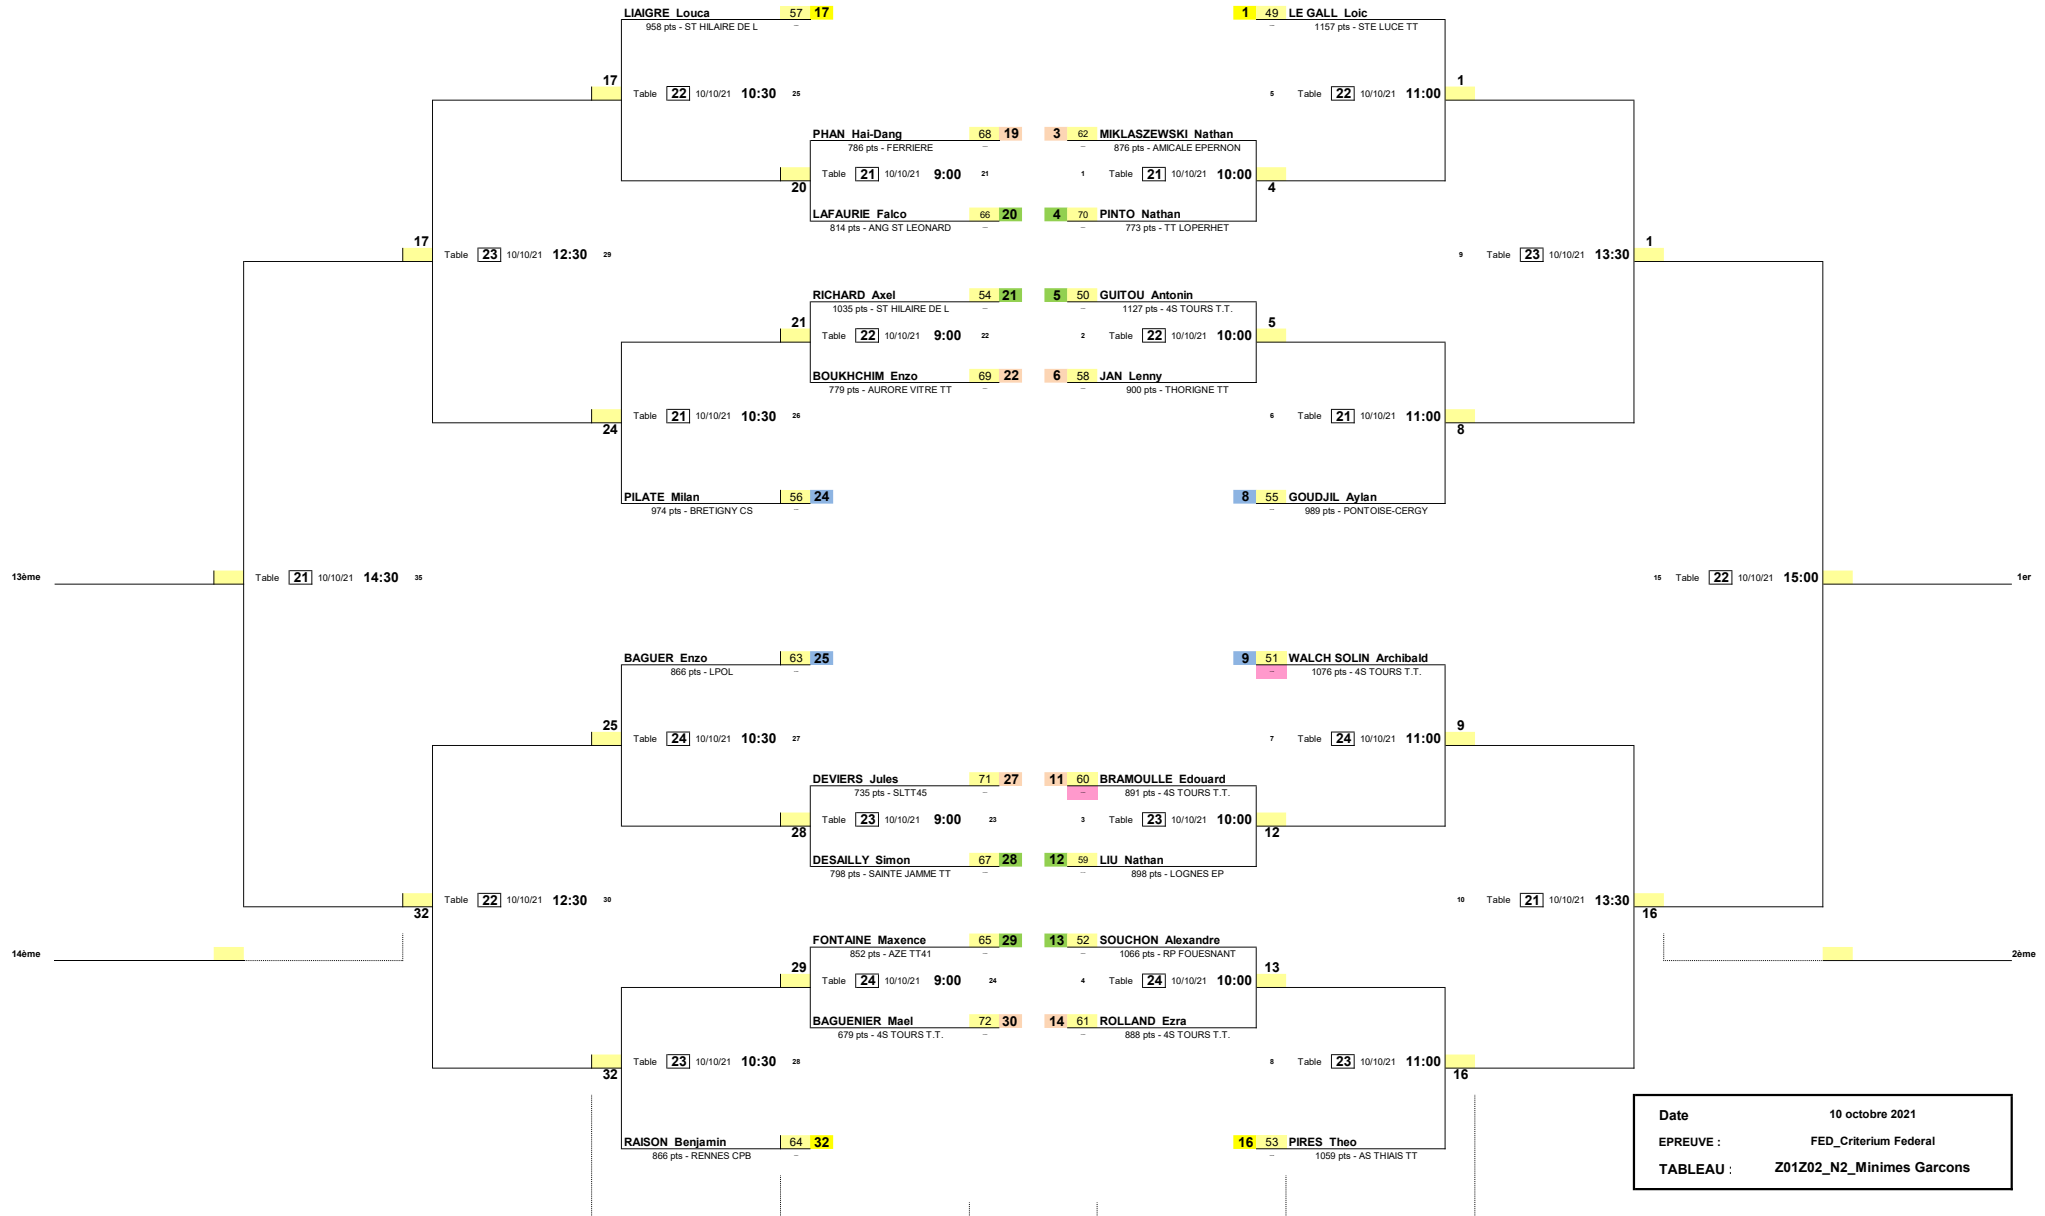 LIAIGRE Louca 57 17
958 pts - ST HILAIRE DE L –
1 49 LE GALL Loic
– 1157 pts - STE LUCE TT
17
Table 22 10/10/21 10:30 25
5 Table 22 10/10/21 11:00
1
PHAN Hai-Dang 68 19
786 pts - FERRIERE –
3 62 MIKLASZEWSKI Nathan
– 876 pts - AMICALE EPERNON
20
Table 21 10/10/21 9:00 21
1 Table 21 10/10/21 10:00
4
LAFAURIE Falco 66 20
814 pts - ANG ST LEONARD –
4 70 PINTO Nathan
– 773 pts - TT LOPERHET
17
Table 23 10/10/21 12:30 29
9 Table 23 10/10/21 13:30
1
RICHARD Axel 54 21
1035 pts - ST HILAIRE DE L –
5 50 GUITOU Antonin
– 1127 pts - 4S TOURS T.T.
21
Table 22 10/10/21 9:00 22
2 Table 22 10/10/21 10:00
5
BOUKHCHIM Enzo 69 22
779 pts - AURORE VITRE TT –
6 58 JAN Lenny
– 900 pts - THORIGNE TT
24
Table 21 10/10/21 10:30 26
6 Table 21 10/10/21 11:00
8
PILATE Milan 56 24
974 pts - BRETIGNY CS –
8 55 GOUDJIL Aylan
– 989 pts - PONTOISE-CERGY
13ème
Table 21 10/10/21 14:30 35
15 Table 22 10/10/21 15:00
1er
BAGUER Enzo 63 25
866 pts - LPOL –
9 51 WALCH SOLIN Archibald
– 1076 pts - 4S TOURS T.T.
25
Table 24 10/10/21 10:30 27
7 Table 24 10/10/21 11:00
9
DEVIERS Jules 71 27
735 pts - SLTT45 –
11 60 BRAMOULLE Edouard
– 891 pts - 4S TOURS T.T.
28
Table 23 10/10/21 9:00 23
3 Table 23 10/10/21 10:00
12
DESAILLY Simon 67 28
798 pts - SAINTE JAMME TT –
12 59 LIU Nathan
– 898 pts - LOGNES EP
32
Table 22 10/10/21 12:30 30
10 Table 21 10/10/21 13:30
16
14ème
FONTAINE Maxence 65 29
852 pts - AZE TT41 –
13 52 SOUCHON Alexandre
– 1066 pts - RP FOUESNANT
2ème
29
Table 24 10/10/21 9:00 24
4 Table 24 10/10/21 10:00
13
BAGUENIER Mael 72 30
679 pts - 4S TOURS T.T. –
14 61 ROLLAND Ezra
– 888 pts - 4S TOURS T.T.
32
Table 23 10/10/21 10:30 28
8 Table 23 10/10/21 11:00
16
RAISON Benjamin 64 32
866 pts - RENNES CPB –
16 53 PIRES Theo
– 1059 pts - AS THIAIS TT
Date 10 octobre 2021
EPREUVE : FED_Criterium Federal
TABLEAU : Z01Z02_N2_Minimes Garcons